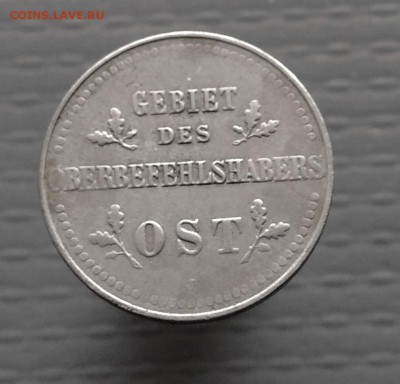 COINS.LAVE.RU
GEBIET
DES
OBERBEFEHLSHABERS
OST